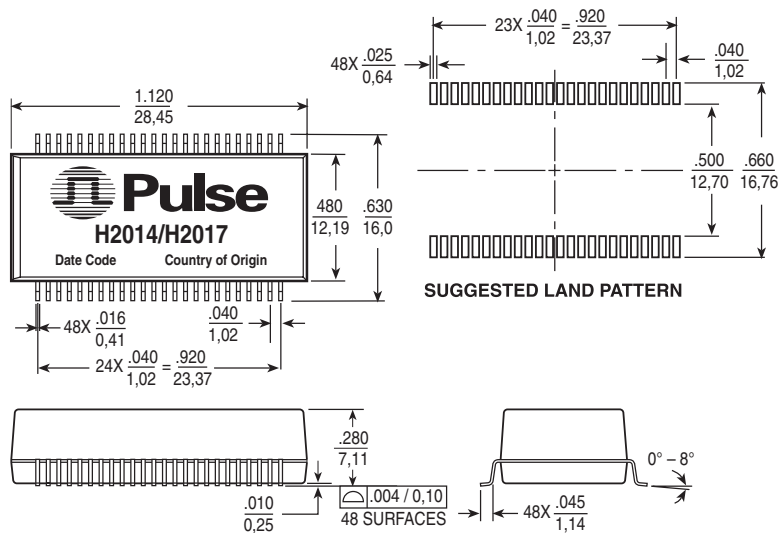 1.120
28,45
Pulse
H2014/H2017
Date Code Country of Origin
480
12,19
.630
16,0
48X .016
0,41
.040
1,02
24X .040 = .920
1,02 23,37
23X .040 = .920
1,02 23,37
48X .025
0,64
.040
1,02
.500
12,70
.660
16,76
SUGGESTED LAND PATTERN
.280
7,11
.010
0,25
.004 / 0,10
48 SURFACES
0° – 8°
48X .045
1,14